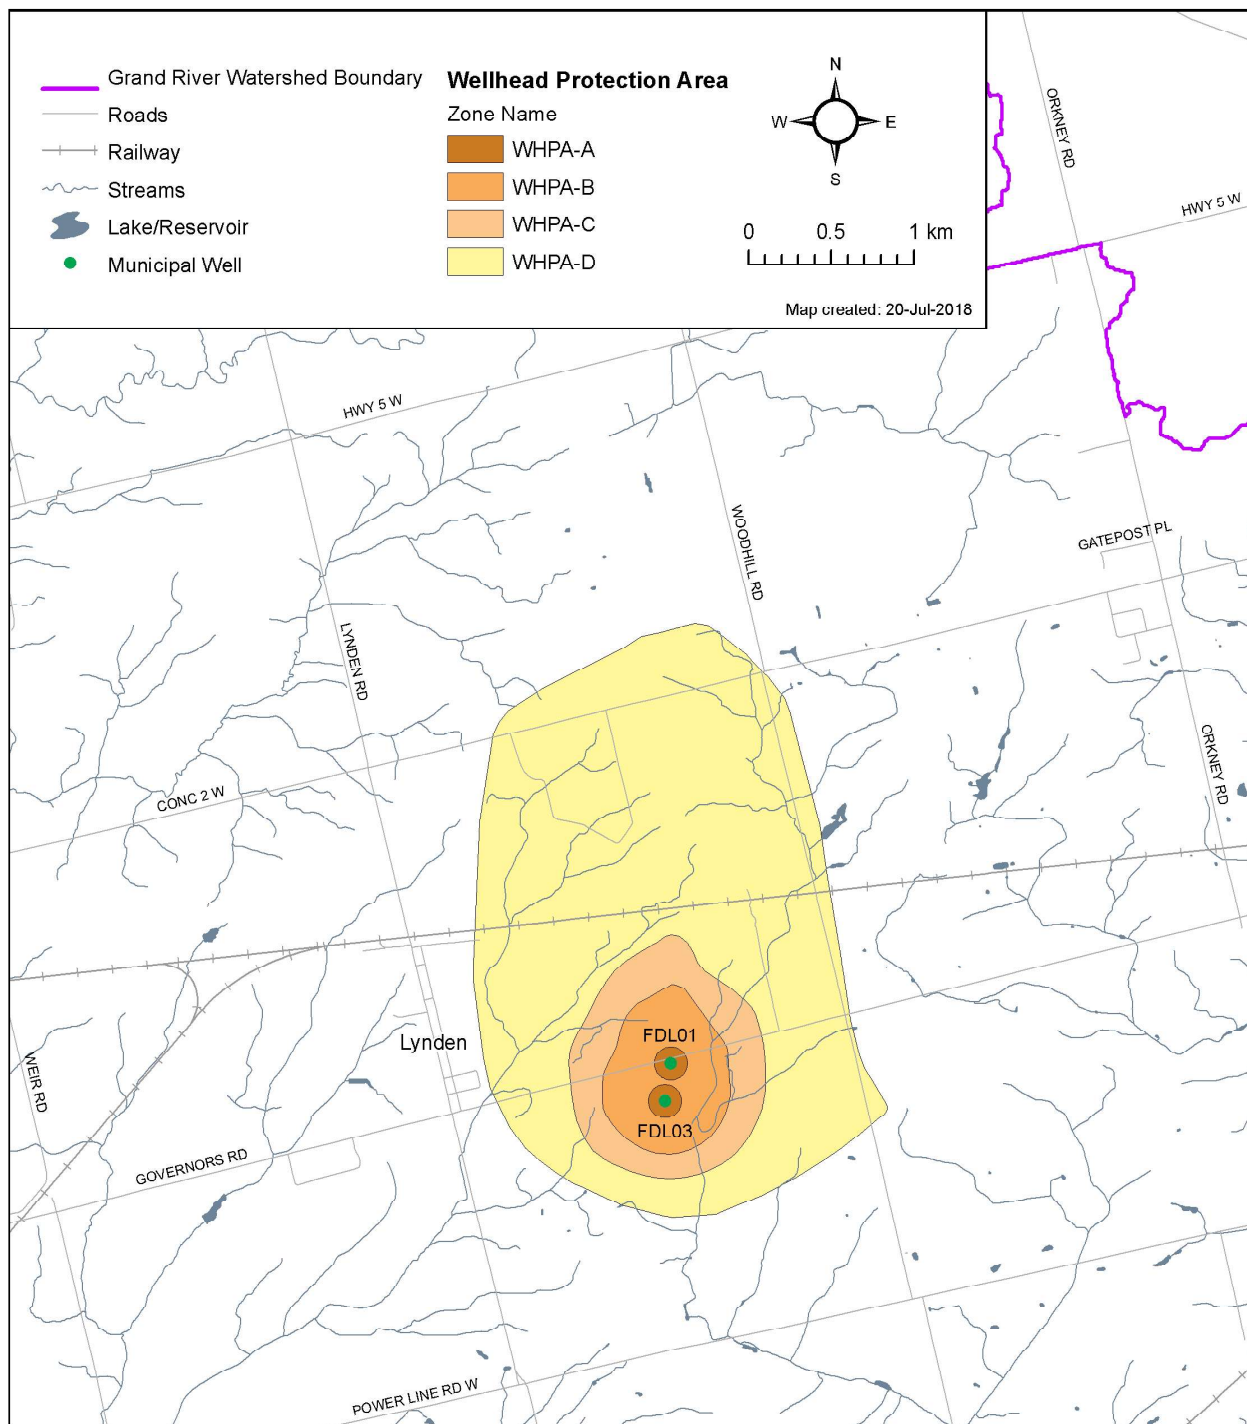 Grand River Watershed Boundary
Roads
Railway
Streams
Lake/Reservoir
Municipal Well
Wellhead Protection Area
Zone Name
WHPA-A
WHPA-B
WHPA-C
WHPA-D
N
W E
S
0 0.5 1 km
Map created: 20-Jul-2018
ORKNEY RD
HWY 5 W
HWY 5 W
WOODHILL RD
GATEPOST PL
LYNDEN RD
ORKNEY RD
CONC 2 W
Lynden
FDL01
WEIR RD
FDL03
GOVERNORS RD
POWER LINE RD W